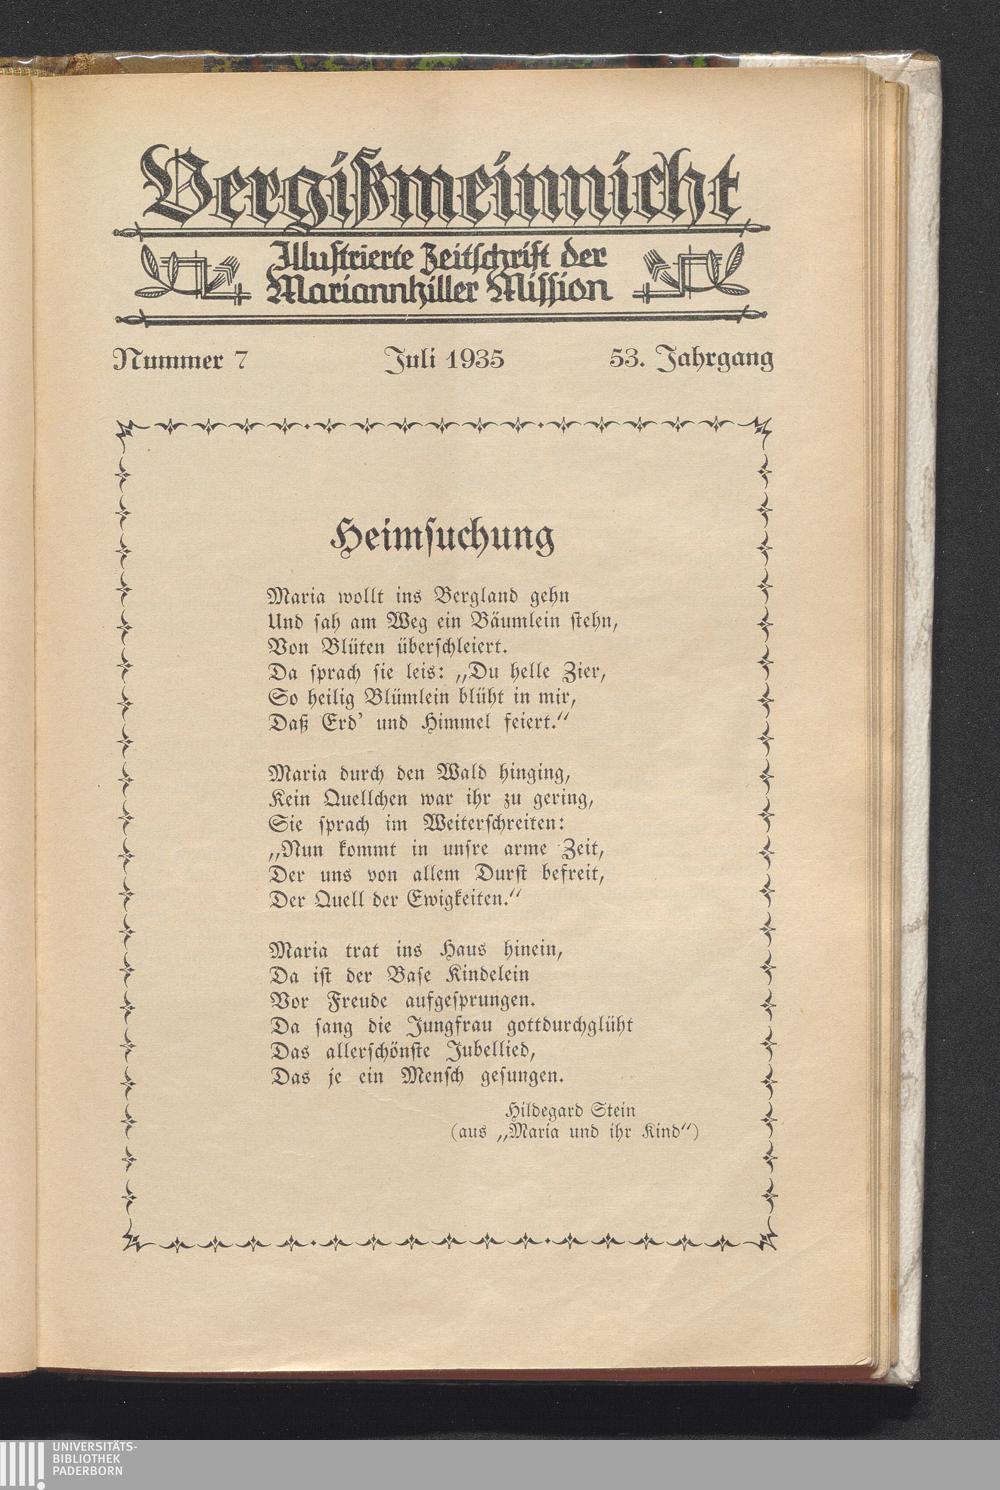 Vergißmeinnicht
Illustrierte Zeitschrift der
Mariannhiller Mission
Nummer 7 Juli 1935 53. Jahrgang
Heimsuchung
Maria wollt ins Bergland gehn
Und sah am Weg ein Bäumlein stehn,
Von Blüten überschleiert.
Da sprach sie leis: „Du helle Zier,
So heilig Blümlein blüht in mir,
Daß Erd' und Himmel feiert.“
Maria durch den Wald hinging,
Kein Quellchen war ihr zu gering,
Sie sprach im Weiterschreiten:
„Nun kommt in unsre arme Zeit,
Der uns von allem Durst befreit,
Der Quell der Ewigkeiten.“
Maria trat ins Haus hinein,
Da ist der Base Kindelein
Vor Freude aufgesprungen.
Da sang die Jungfrau gottdurchglüht
Das allerschönste Jubellied,
Das je ein Mensch gesungen.
Hildegard Stein
(aus „Maria und ihr Kind“)
UNIVERSITÄTS-
BIBLIOTHEK
PADERBORN